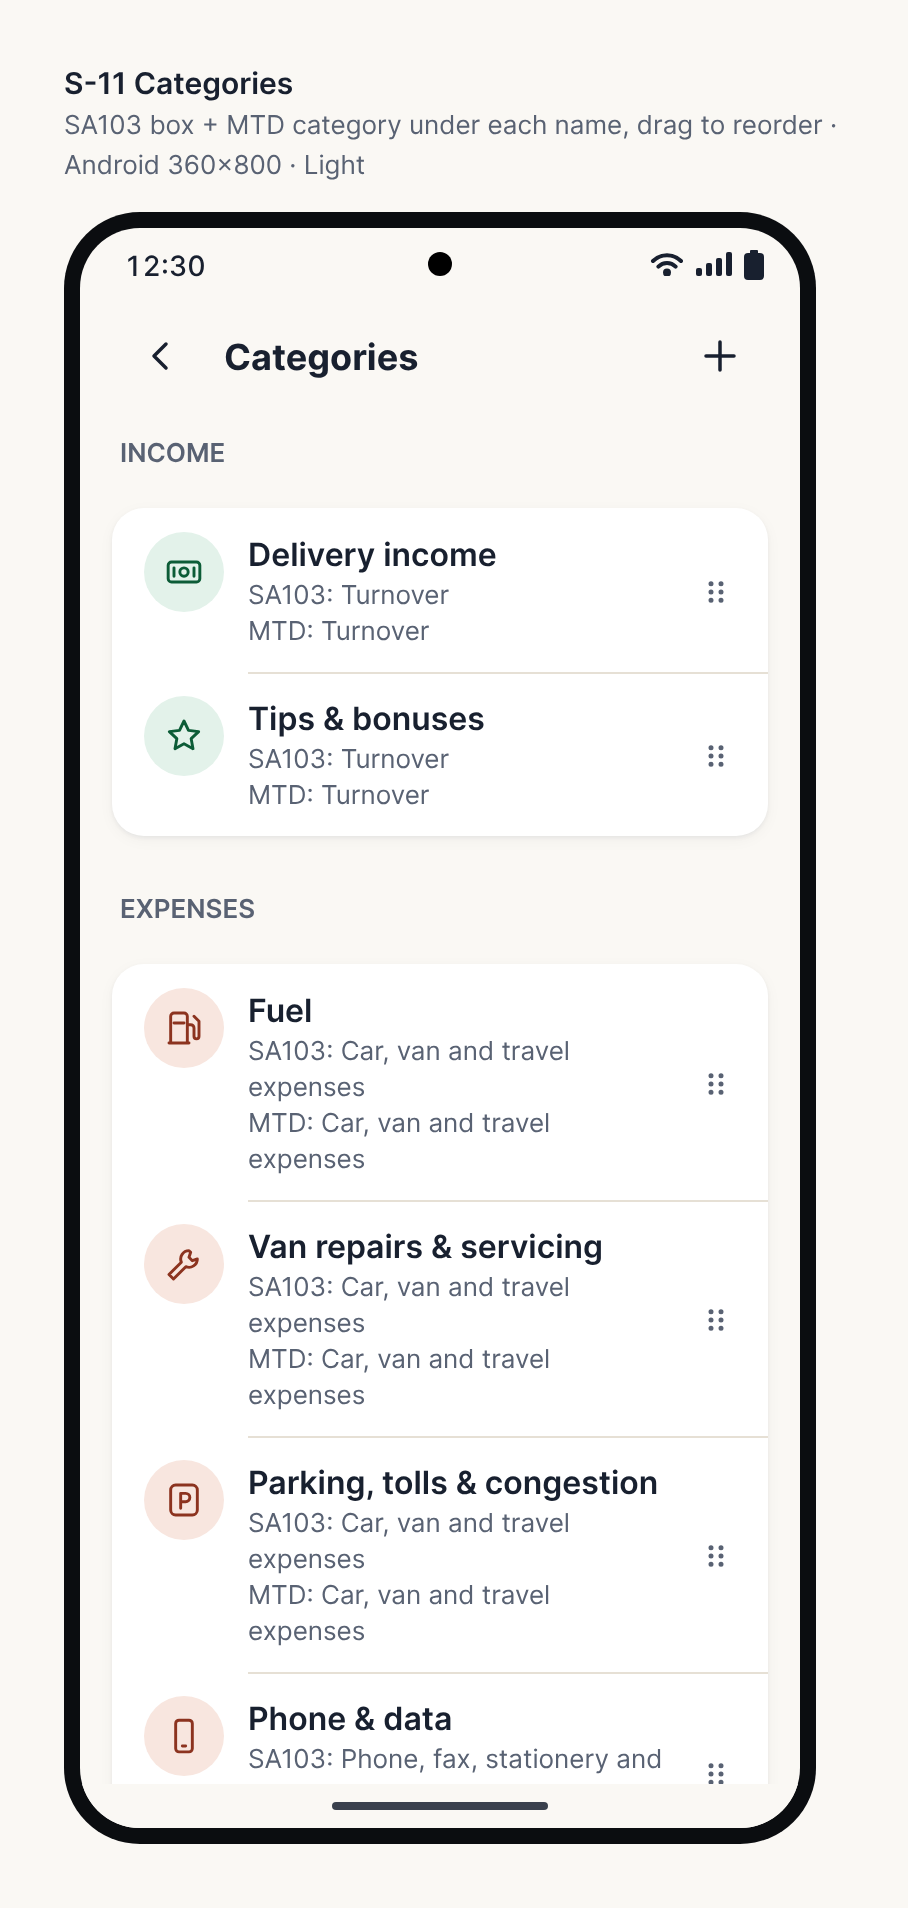 S-11 Categories
SA103 box + MTD category under each name, drag to reorder ·
Android 360×800 · Light
12:30
Categories
INCOME
Delivery income
SA103: Turnover
MTD: Turnover
Tips & bonuses
SA103: Turnover
MTD: Turnover
EXPENSES
Fuel
SA103: Car, van and travel
expenses
MTD: Car, van and travel
expenses
Van repairs & servicing
SA103: Car, van and travel
expenses
MTD: Car, van and travel
expenses
P
Parking, tolls & congestion
SA103: Car, van and travel
expenses
MTD: Car, van and travel
expenses
Phone & data
SA103: Phone, fax, stationery and